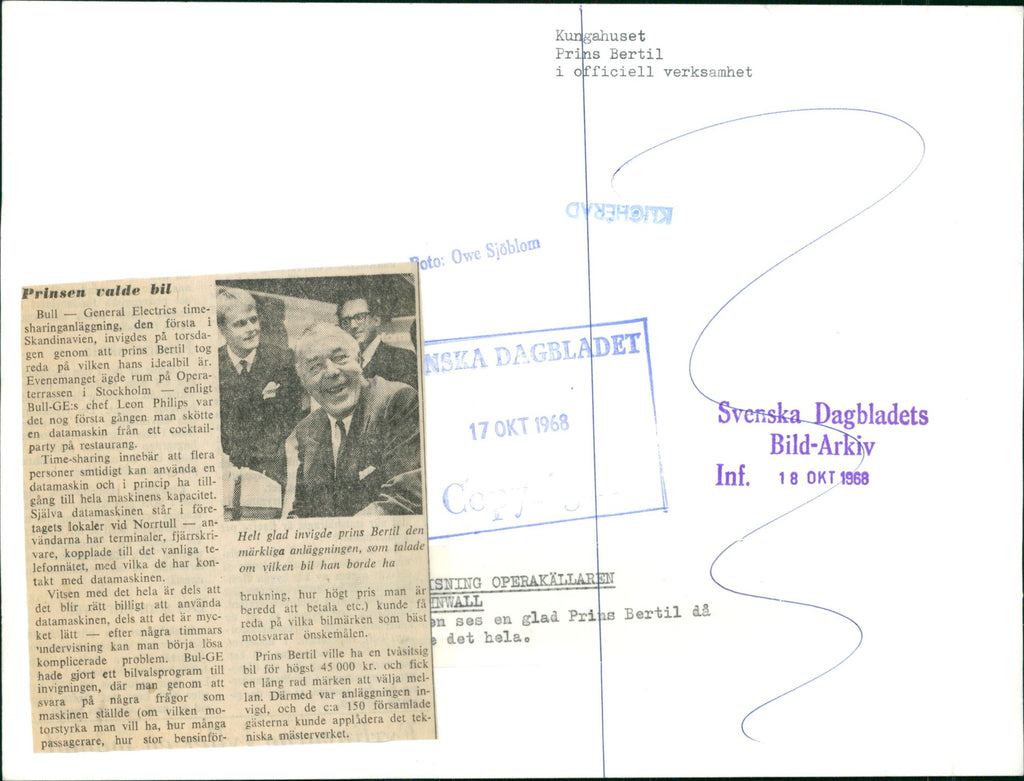 Kungahuset
Prins Bertil
i officiell verksamhet
KLICHERAD
Foto: Owe Sjöblom
NSKA DAGBLADET
17 OKT 1968
Copy
Svenska Dagbladets
Bild-Arkiv
Inf. 18 OKT 1968
Prinsen valde bil
Bull — General Electrics time-
sharinganläggning, den första i
Skandinavien, invigdes på torsda-
gen genom att prins Bertil tog
reda på vilken hans idealbil är.
Evenemanget ägde rum på Opera-
terrassen i Stockholm — enligt
Bull-GE:s chef Leon Philips var
det nog första gången man skötte
en datamaskin från ett cocktail-
party på restaurang.
Time-sharing innebär att flera
personer smtidigt kan använda en
datamaskin och i princip ha till-
gång till hela maskinens kapacitet.
Själva datamaskinen står i före-
tagets lokaler vid Norrtull — an-
vändarna har terminaler, fjärrskri-
vare, kopplade till det vanliga te-
lefonnätet, med vilka de har kon-
takt med datamaskinen.
Vitsen med det hela är dels att
det blir rätt billigt att använda
datamaskinen, dels att det är myc-
ket lätt — efter några timmars
undervisning kan man börja lösa
komplicerade problem. Bul-GE
hade gjort ett bilvalsprogram till
invigningen, där man genom att
svara på några frågor som
maskinen ställde (om vilken mo-
torstyrka man vill ha, hur många
passagerare, hur stor bensinför-
Helt glad invigde prins Bertil den
märkliga anläggningen, som talade
om vilken bil han borde ha
brukning, hur högt pris man är
beredd att betala etc.) kunde få
reda på vilka bilmärken som bäst
motsvarar önskemålen.
Prins Bertil ville ha en tvåsitsig
bil för högst 45 000 kr. och fick
en lång rad märken att välja mel-
lan. Därmed var anläggningen in-
vigd, och de c:a 150 församlade
gästerna kunde applådera det tek-
niska mästerverket.
ISNING OPERAKÄLLAREN
NWALL
en ses en glad Prins Bertil då
e det hela.